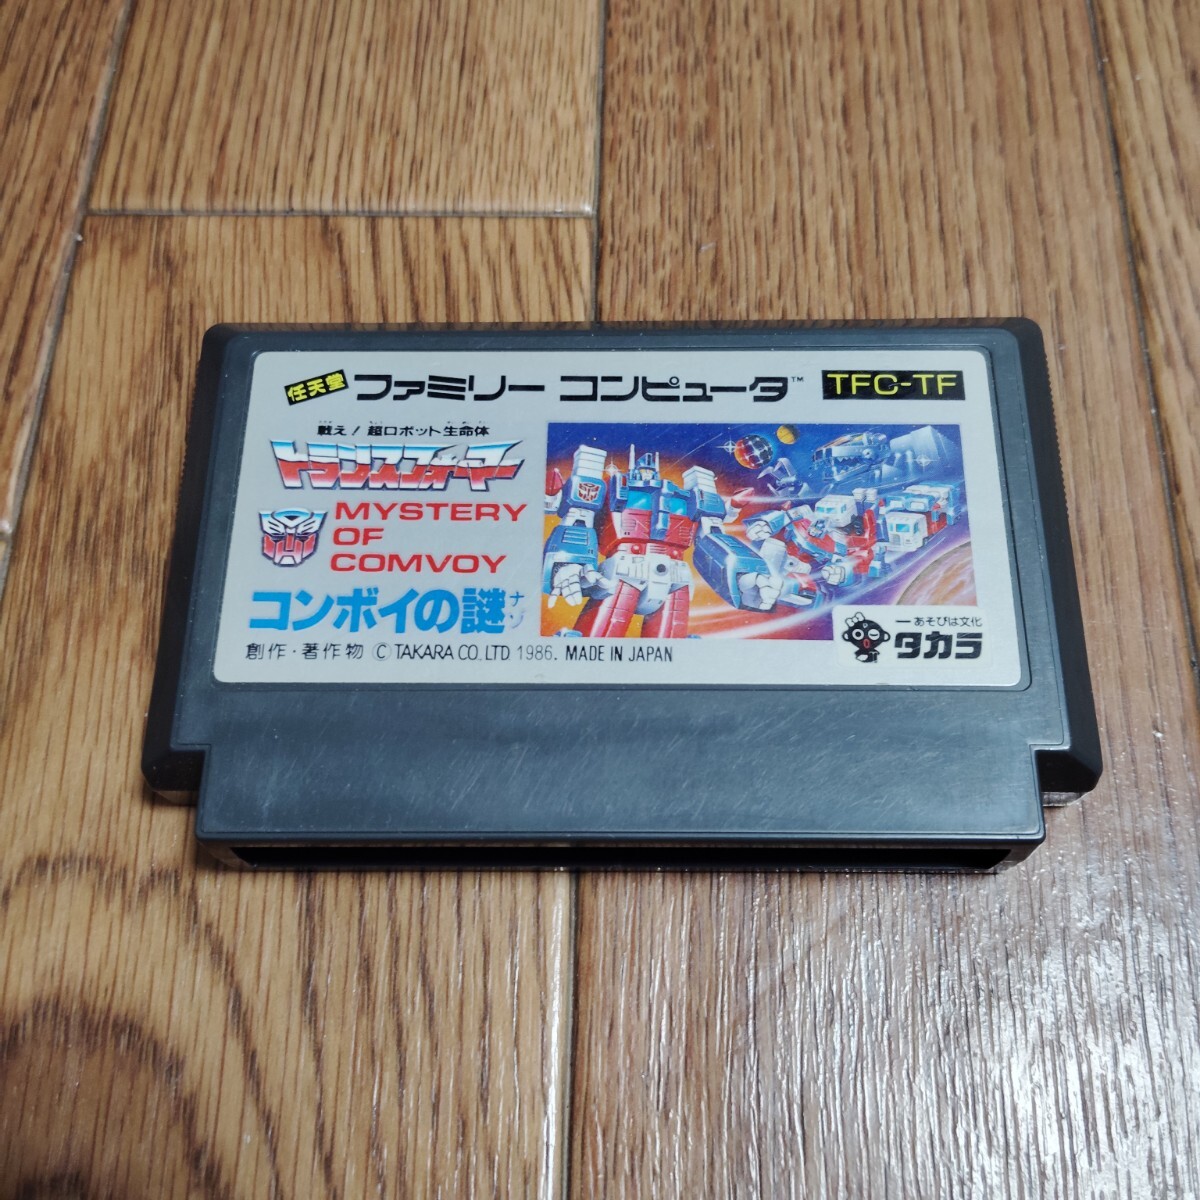 任天堂 ファミリー コンピュータ™ TFC-TF
戦え！超ロボット生命体
トランスフォーマー
MYSTERY
OF
COMVOY
コンボイの謎
ナゾ
創作・著作物 © TAKARA CO.,LTD. 1986. MADE IN JAPAN
ーあそびは文化
タカラ